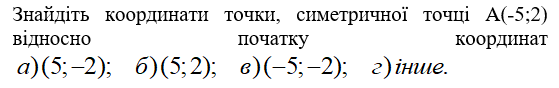 Знайдіть координати точки, симетричної точці А(-5;2)
відносно початку координат
а)(5;–2); б)(5;2); в)(–5;–2); г)інше.